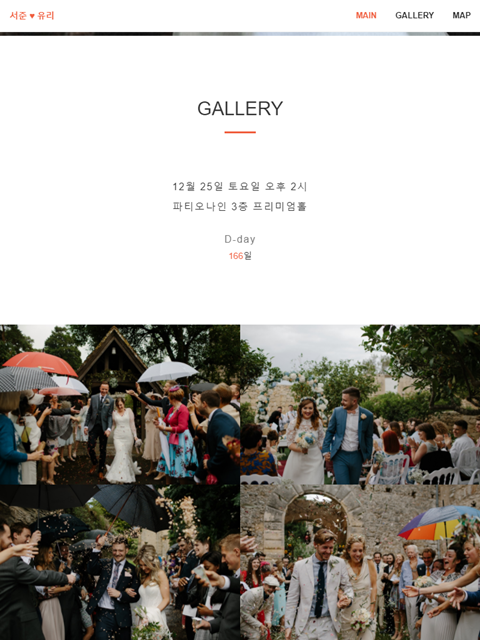 서준 ♥ 유리
MAIN GALLERY MAP
GALLERY
12월 25일 토요일 오후 2시
파티오나인 3층 프리미엄홀
D-day
166일